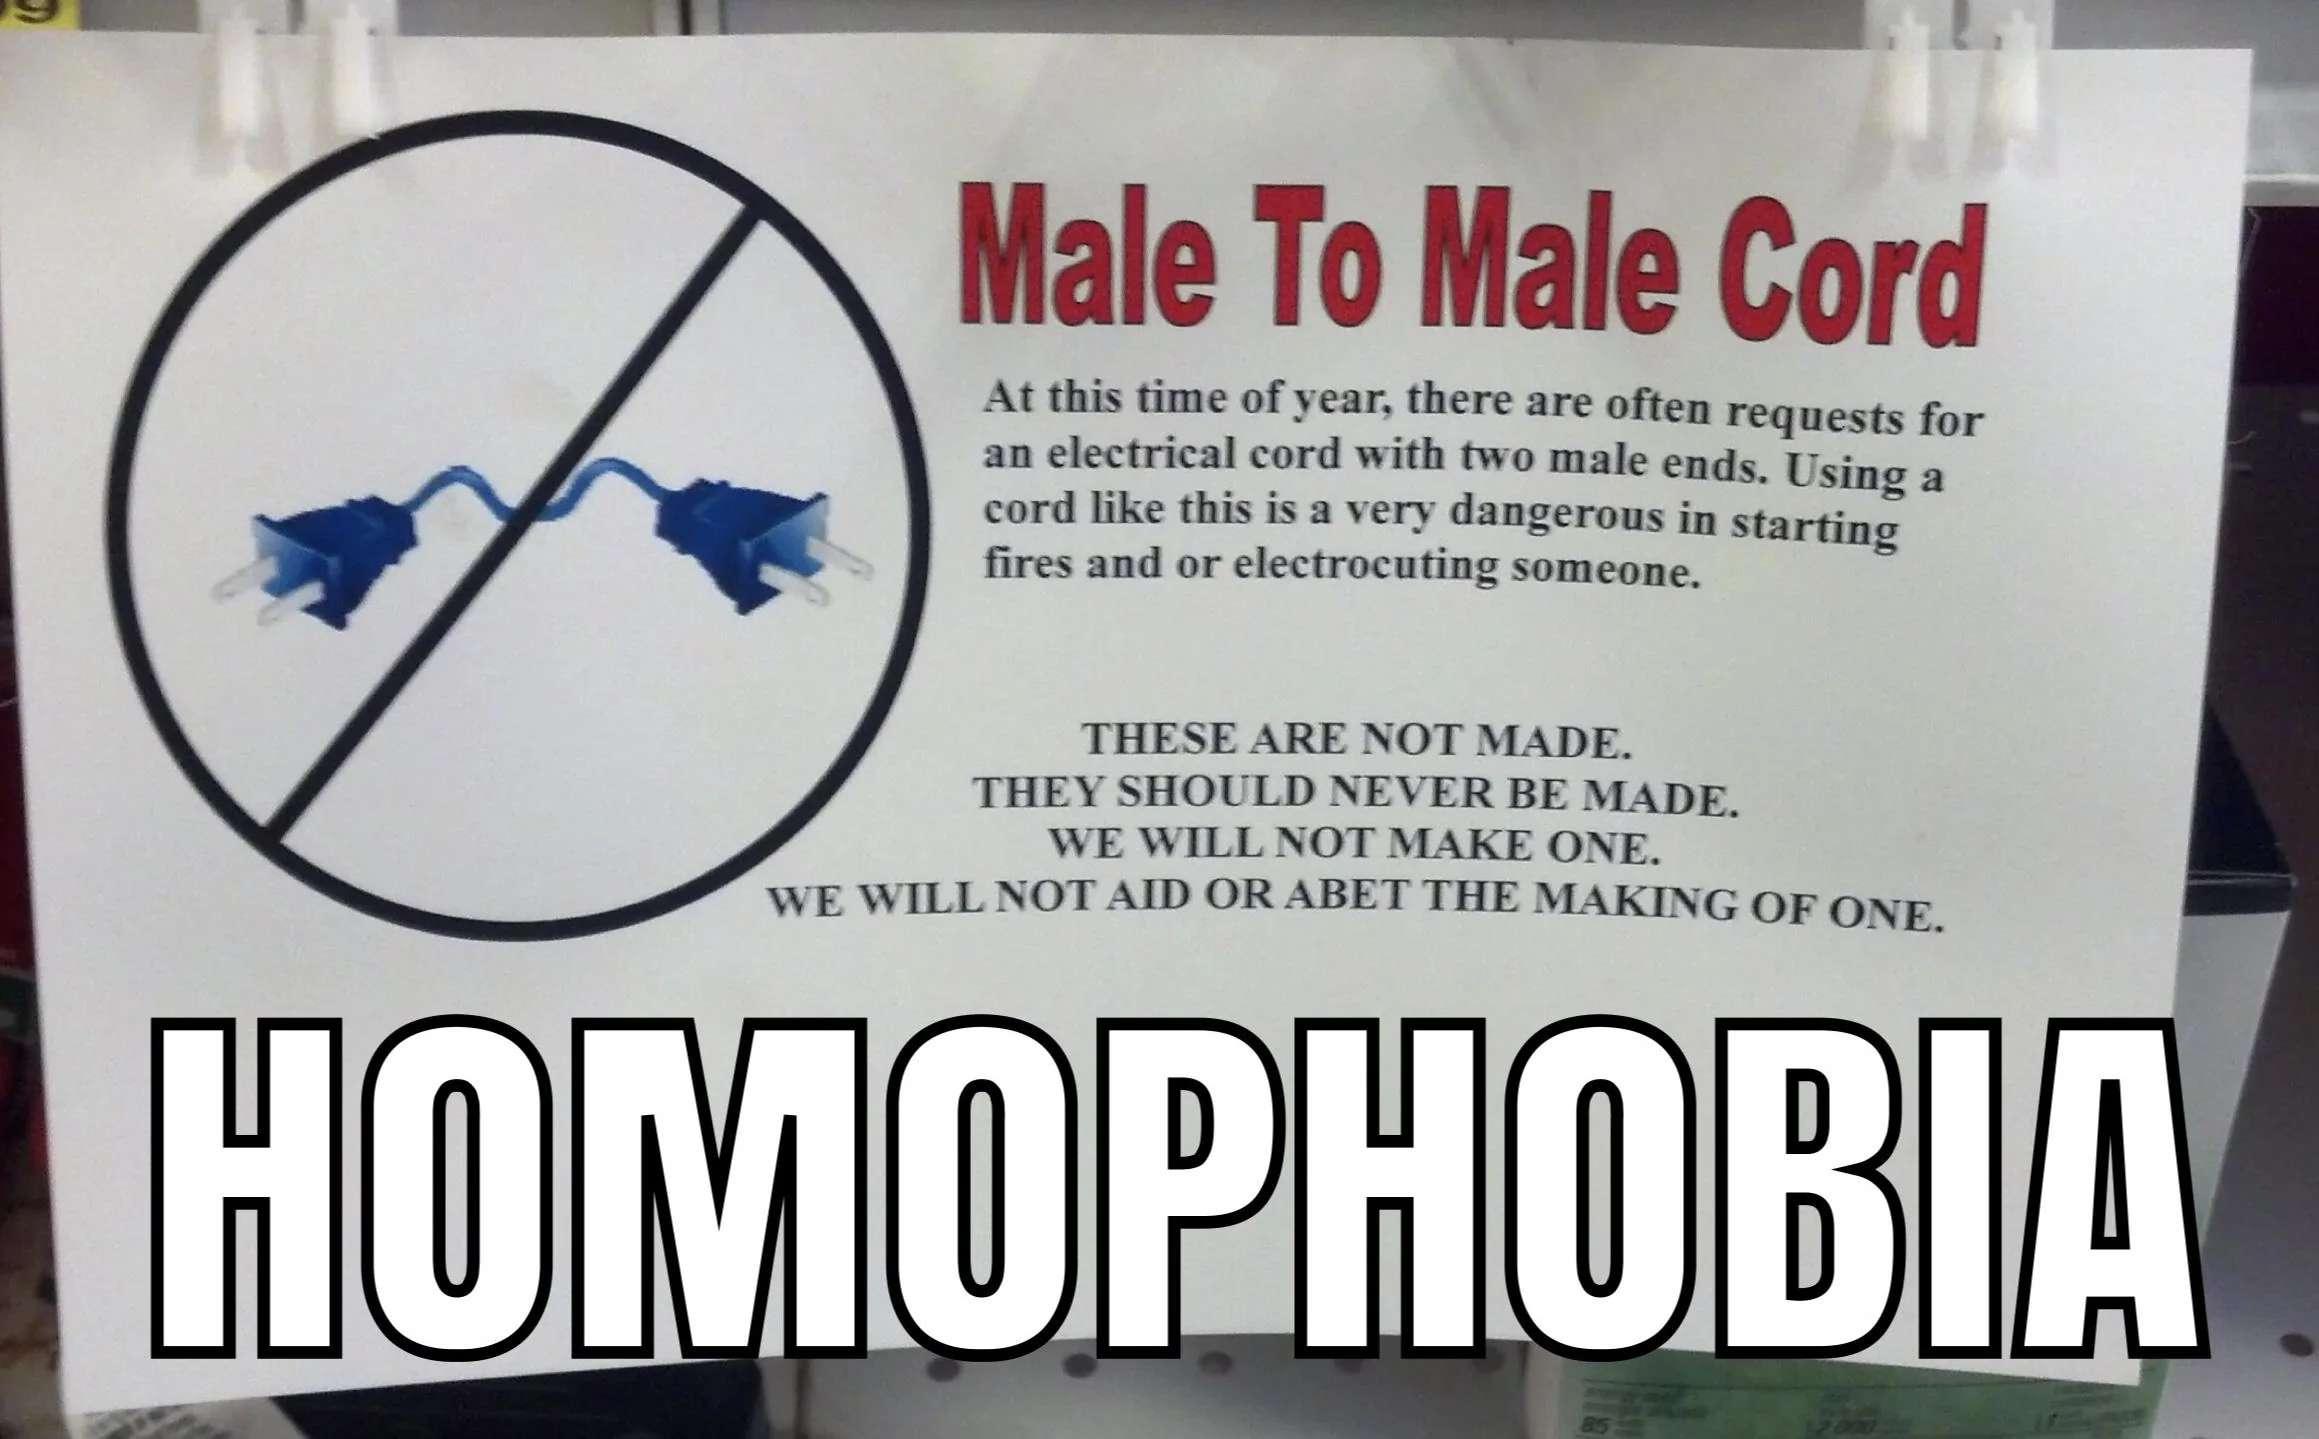 Male To Male Cord
At this time of year, there are often requests for
an electrical cord with two male ends. Using a
cord like this is a very dangerous in starting
fires and or electrocuting someone.
THESE ARE NOT MADE.
THEY SHOULD NEVER BE MADE.
WE WILL NOT MAKE ONE.
WE WILL NOT AID OR ABET THE MAKING OF ONE.
HOMOPHOBIA
85